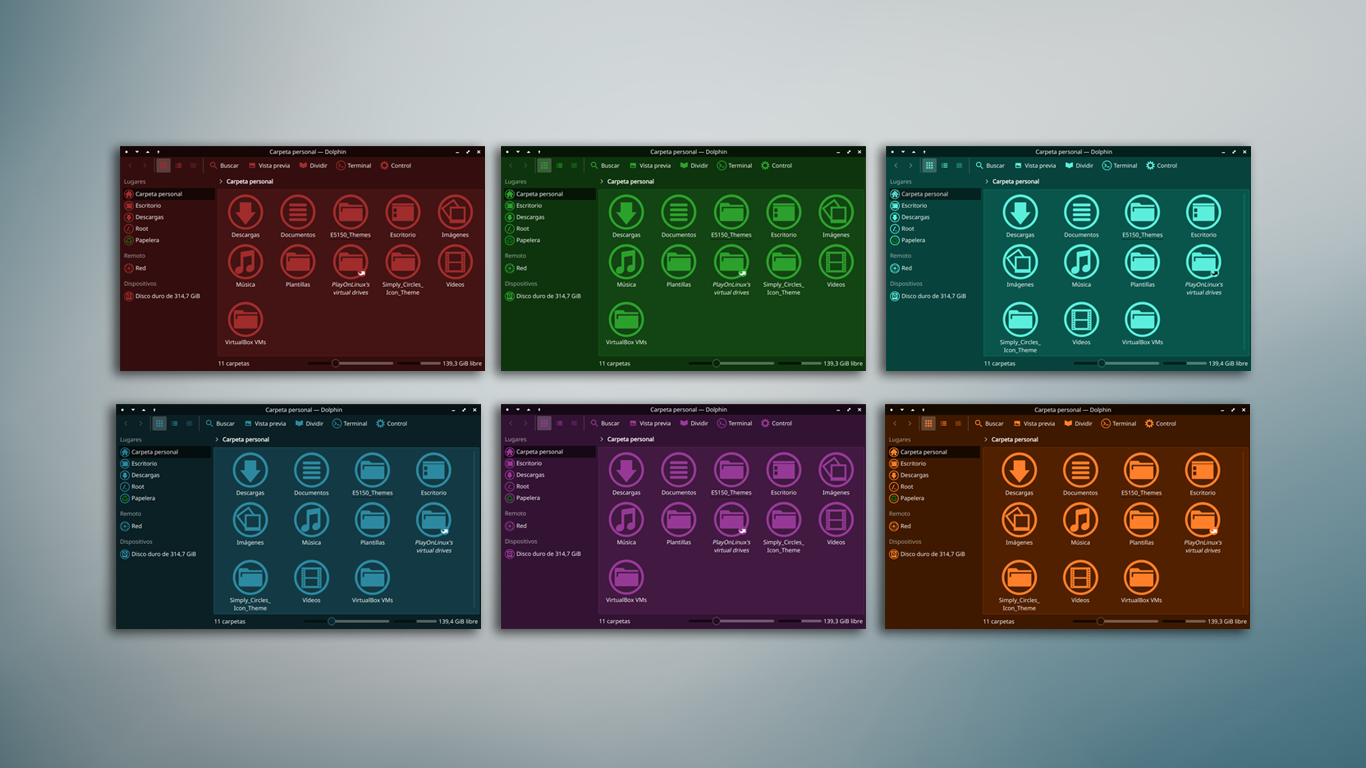 Carpeta personal — Dolphin
Buscar Vista previa Dividir Terminal Control
Lugares
Carpeta personal
Escritorio
Descargas
Root
Papelera
Remoto
Red
Dispositivos
Disco duro de 314,7 GiB
Carpeta personal
Descargas Documentos E5150_Themes Escritorio Imágenes
Música Plantillas PlayOnLinux's virtual drives Simply_Circles_Icon_Theme Vídeos
VirtualBox VMs
11 carpetas 139,3 GiB libre
Carpeta personal — Dolphin
Buscar Vista previa Dividir Terminal Control
Lugares
Carpeta personal
Escritorio
Descargas
Root
Papelera
Remoto
Red
Dispositivos
Disco duro de 314,7 GiB
Carpeta personal
Descargas Documentos E5150_Themes Escritorio Imágenes
Música Plantillas PlayOnLinux's virtual drives Simply_Circles_Icon_Theme Vídeos
VirtualBox VMs
11 carpetas 139,3 GiB libre
Carpeta personal — Dolphin
Buscar Vista previa Dividir Terminal Control
Lugares
Carpeta personal
Escritorio
Descargas
Root
Papelera
Remoto
Red
Dispositivos
Disco duro de 314,7 GiB
Carpeta personal
Descargas Documentos E5150_Themes Escritorio
Imágenes Música Plantillas PlayOnLinux's virtual drives
Simply_Circles_Icon_Theme Vídeos VirtualBox VMs
11 carpetas 139,4 GiB libre
Carpeta personal — Dolphin
Buscar Vista previa Dividir Terminal Control
Lugares
Carpeta personal
Escritorio
Descargas
Root
Papelera
Remoto
Red
Dispositivos
Disco duro de 314,7 GiB
Carpeta personal
Descargas Documentos E5150_Themes Escritorio
Imágenes Música Plantillas PlayOnLinux's virtual drives
Simply_Circles_Icon_Theme Vídeos VirtualBox VMs
11 carpetas 139,4 GiB libre
Carpeta personal — Dolphin
Buscar Vista previa Dividir Terminal Control
Lugares
Carpeta personal
Escritorio
Descargas
Root
Papelera
Remoto
Red
Dispositivos
Disco duro de 314,7 GiB
Carpeta personal
Descargas Documentos E5150_Themes Escritorio Imágenes
Música Plantillas PlayOnLinux's virtual drives Simply_Circles_Icon_Theme Vídeos
VirtualBox VMs
11 carpetas 139,3 GiB libre
Carpeta personal — Dolphin
Buscar Vista previa Dividir Terminal Control
Lugares
Carpeta personal
Escritorio
Descargas
Root
Papelera
Remoto
Red
Dispositivos
Disco duro de 314,7 GiB
Carpeta personal
Descargas Documentos E5150_Themes Escritorio
Imágenes Música Plantillas PlayOnLinux's virtual drives
Simply_Circles_Icon_Theme Vídeos VirtualBox VMs
11 carpetas 139,3 GiB libre